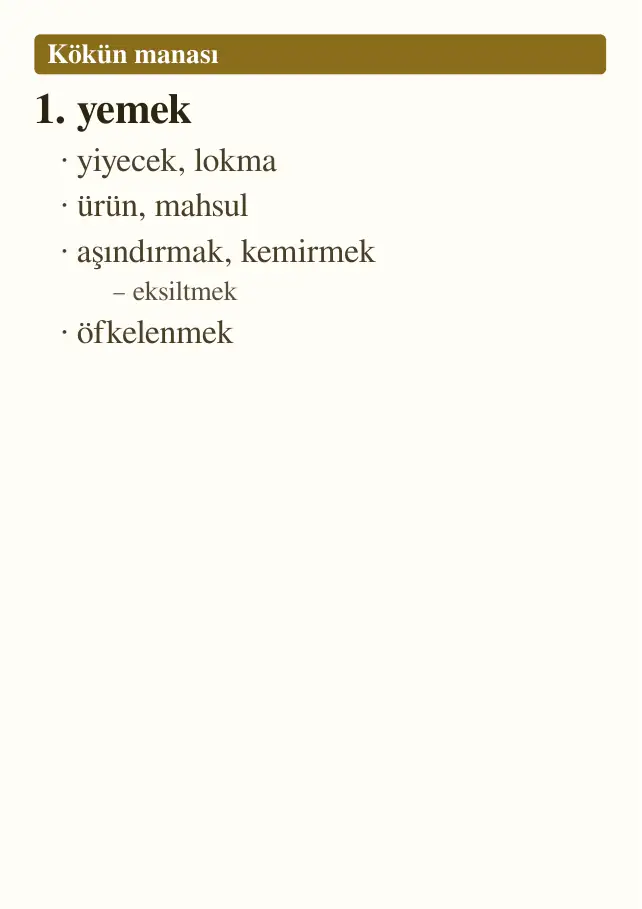 Kökün manası
1. yemek
· yiyecek, lokma
· ürün, mahsul
· aşındırmak, kemirmek
– eksiltmek
· öfkelenmek